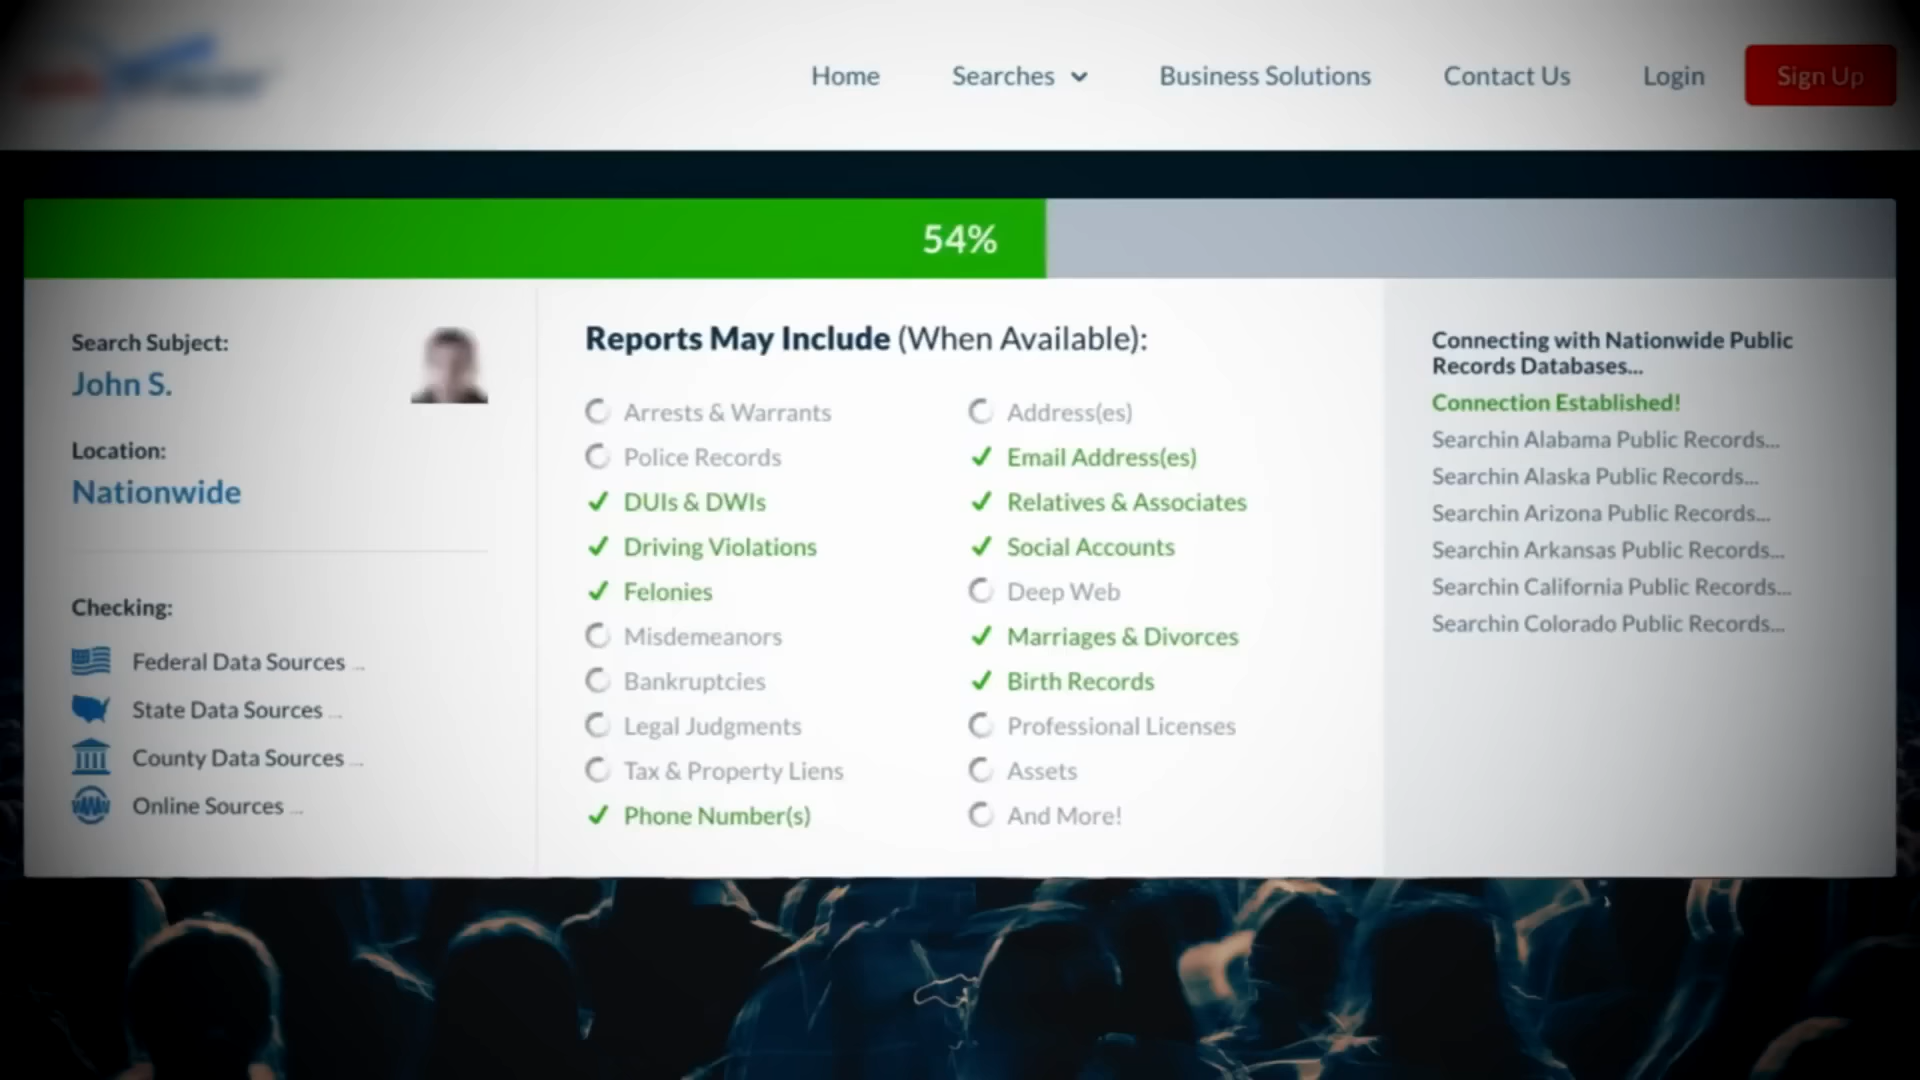 Home
Searches
Business Solutions
Contact Us
Login
Sign Up
54%
Search Subject:
John S.
Location:
Nationwide
Checking:
Federal Data Sources ...
State Data Sources ...
County Data Sources ...
Online Sources ...
Reports May Include (When Available):
Arrests & Warrants
Police Records
DUIs & DWIs
Driving Violations
Felonies
Misdemeanors
Bankruptcies
Legal Judgments
Tax & Property Liens
Phone Number(s)
Address(es)
Email Address(es)
Relatives & Associates
Social Accounts
Deep Web
Marriages & Divorces
Birth Records
Professional Licenses
Assets
And More!
Connecting with Nationwide Public
Records Databases...
Connection Established!
Searchin Alabama Public Records...
Searchin Alaska Public Records...
Searchin Arizona Public Records...
Searchin Arkansas Public Records...
Searchin California Public Records...
Searchin Colorado Public Records...